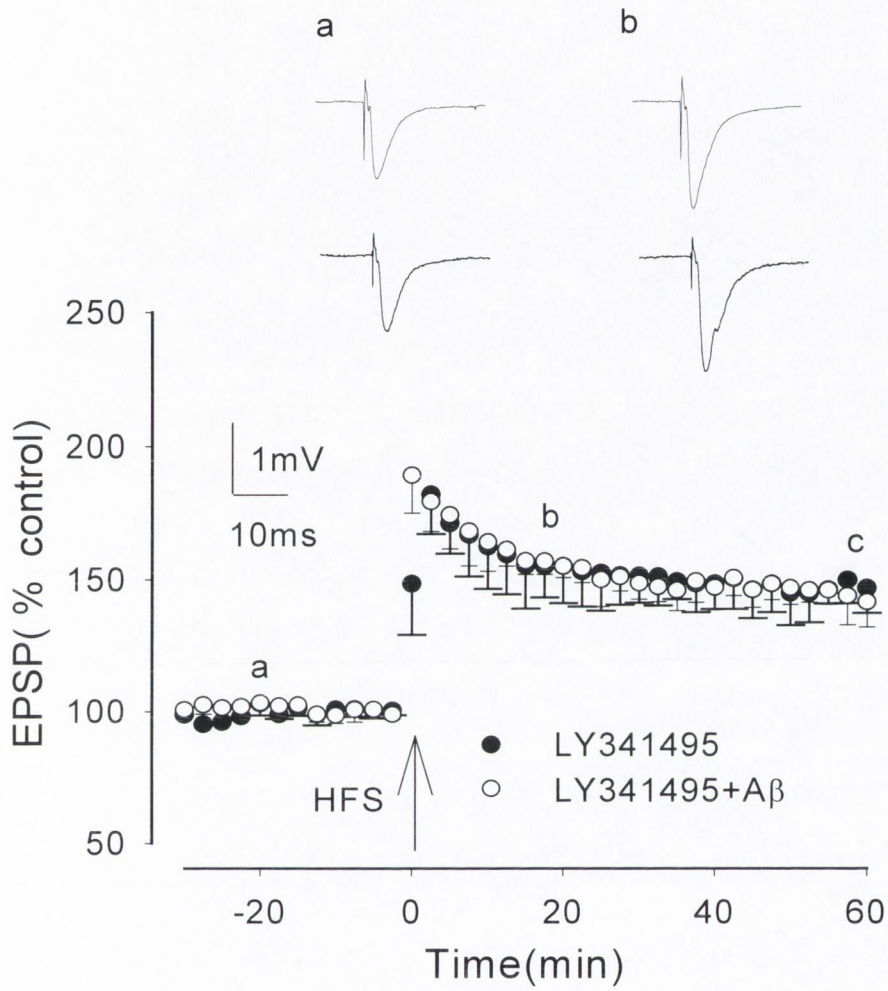 a b
250
200
150
100
50
EPSP( % control)
1mV
10ms
b
c
a
HFS
LY341495
LY341495+Aβ
-20 0 20 40 60
Time(min)